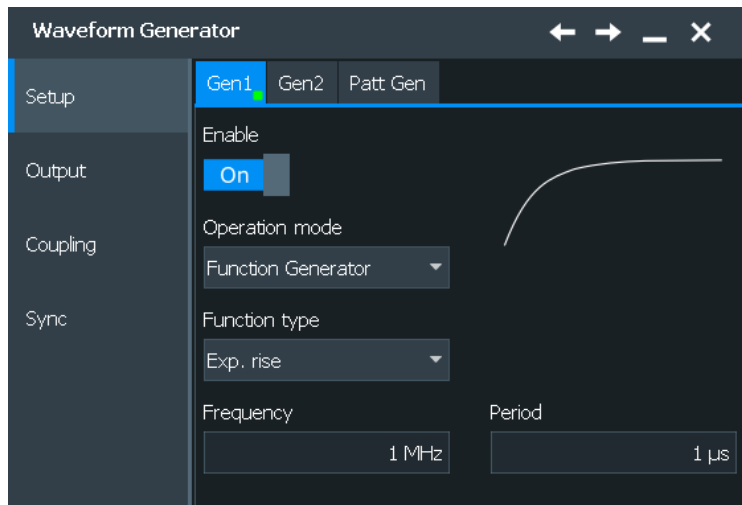 Waveform Generator
Setup
Output
Coupling
Sync
Gen1 Gen2 Patt Gen
Enable
On
Operation mode
Function Generator
Function type
Exp. rise
Frequency Period
1 MHz 1 µs